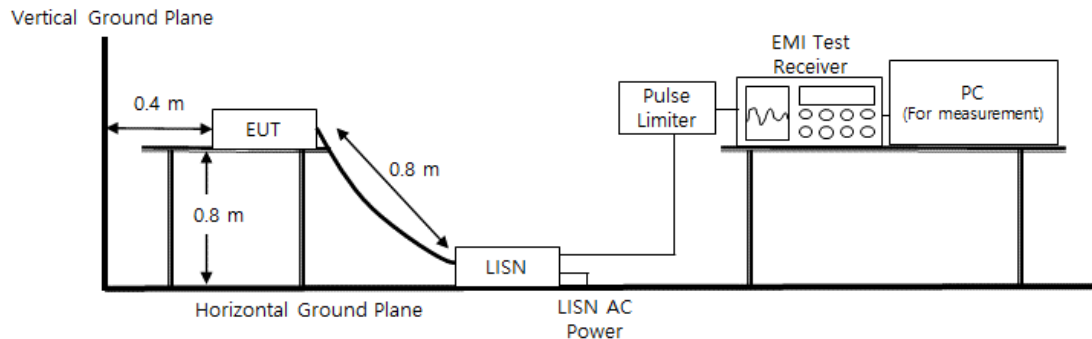 Vertical Ground Plane
0.4 m
EUT
0.8 m
0.8 m
LISN
Horizontal Ground Plane
LISN AC
Power
Pulse
Limiter
EMI Test
Receiver
PC
(For measurement)